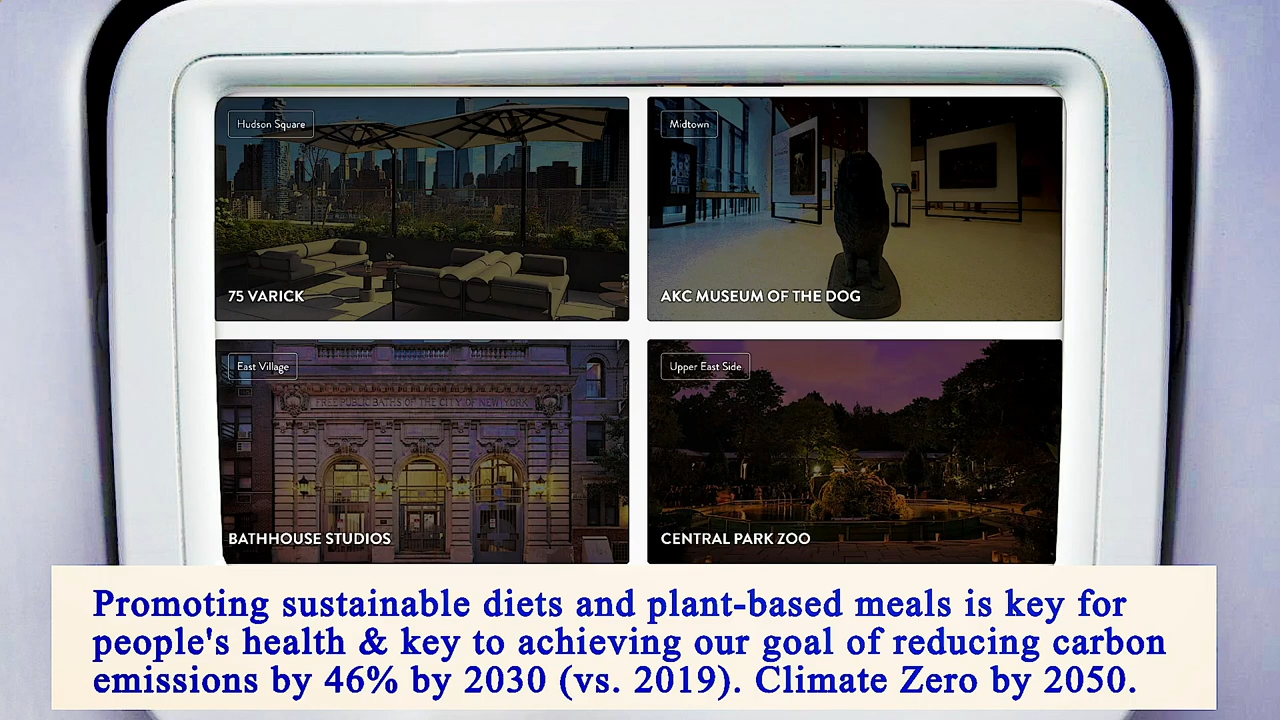 Hudson Square
75 VARICK
Midtown
AKC MUSEUM OF THE DOG
East Village
FREE PUBLIC BATHS OF THE CITY OF NEW YORK
BATHHOUSE STUDIOS
Upper East Side
CENTRAL PARK ZOO
Promoting sustainable diets and plant-based meals is key for
people's health & key to achieving our goal of reducing carbon
emissions by 46% by 2030 (vs. 2019). Climate Zero by 2050.